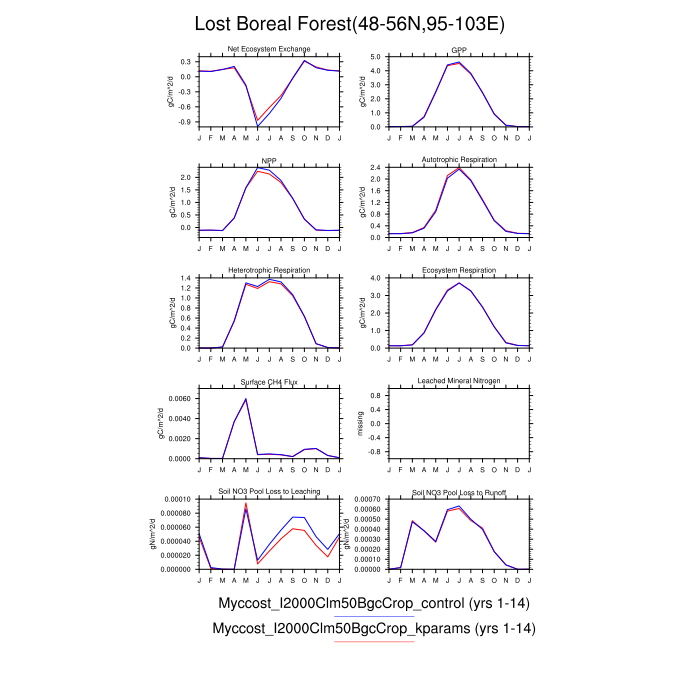 Lost Boreal Forest(48-56N,95-103E)
Net Ecosystem Exchange
GPP
gC/m^2/d
0.3
0.0
-0.3
-0.6
-0.9
J F M A M J J A S O N D J
gC/m^2/d
5.0
4.0
3.0
2.0
1.0
0.0
J F M A M J J A S O N D J
NPP
Autotrophic Respiration
gC/m^2/d
2.0
1.5
1.0
0.5
0.0
J F M A M J J A S O N D J
gC/m^2/d
2.4
2.0
1.6
1.2
0.8
0.4
0.0
J F M A M J J A S O N D J
Heterotrophic Respiration
Ecosystem Respiration
gC/m^2/d
1.4
1.2
1.0
0.8
0.6
0.4
0.2
0.0
J F M A M J J A S O N D J
gC/m^2/d
4.0
3.0
2.0
1.0
0.0
J F M A M J J A S O N D J
Surface CH4 Flux
Leached Mineral Nitrogen
gC/m^2/d
0.0060
0.0040
0.0020
0.0000
J F M A M J J A S O N D J
missing
0.8
0.4
-0.0
-0.4
-0.8
J F M A M J J A S O N D J
Soil NO3 Pool Loss to Leaching
Soil NO3 Pool Loss to Runoff
gN/m^2/d
0.00010
0.000080
0.000060
0.000040
0.000020
0.000000
J F M A M J J A S O N D J
gN/m^2/d
0.00070
0.00060
0.00050
0.00040
0.00030
0.00020
0.00010
0.00000
J F M A M J J A S O N D J
Myccost_I2000Clm50BgcCrop_control (yrs 1-14)
Myccost_I2000Clm50BgcCrop_kparams (yrs 1-14)